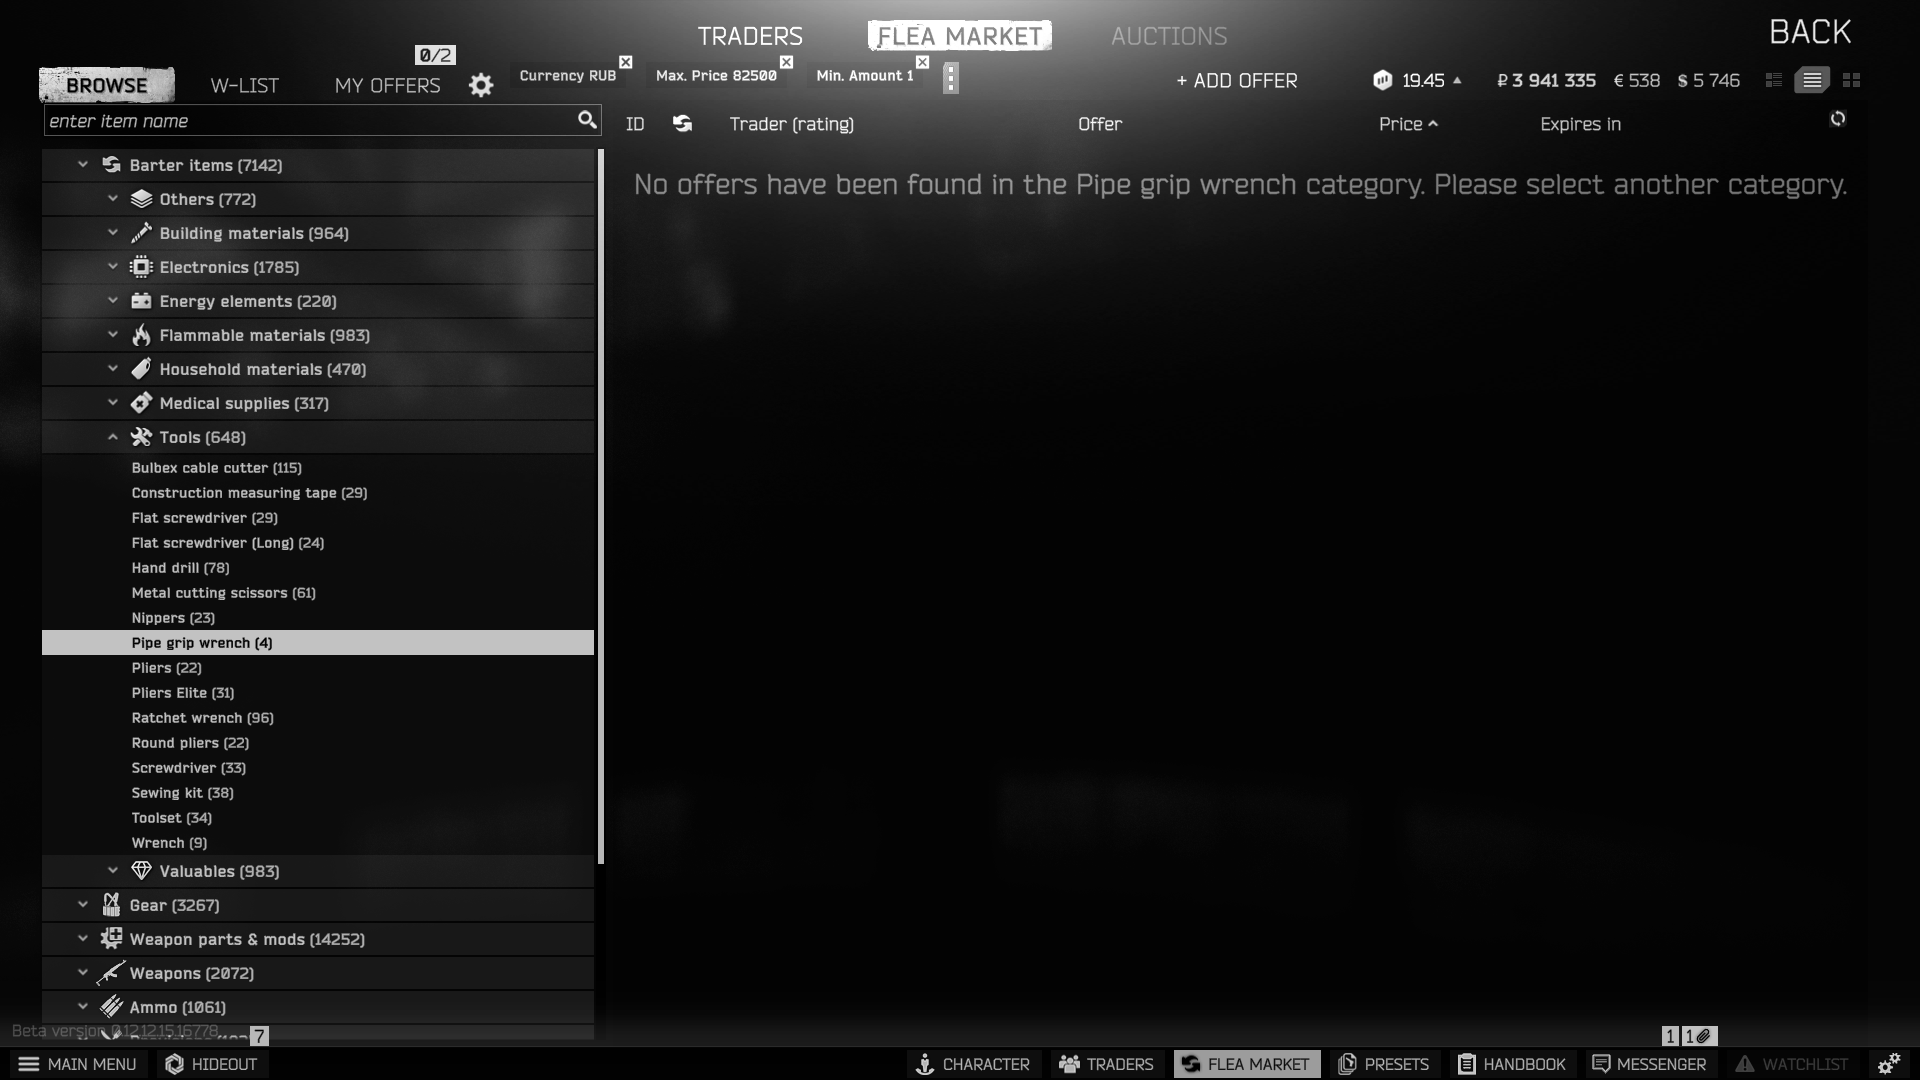 TRADERS
FLEA MARKET
AUCTIONS
BACK
0/2
BROWSE
W-LIST
MY OFFERS
Currency RUB
Max. Price 82500
Min. Amount 1
+ ADD OFFER
19.45
₽ 3 941 335
€ 538
$ 5 746
enter item name
ID
Trader (rating)
Offer
Price
Expires in
No offers have been found in the Pipe grip wrench category. Please select another category.
Barter items (7142)
Others (772)
Building materials (964)
Electronics (1785)
Energy elements (220)
Flammable materials (983)
Household materials (470)
Medical supplies (317)
Tools (648)
Bulbex cable cutter (115)
Construction measuring tape (29)
Flat screwdriver (29)
Flat screwdriver (Long) (24)
Hand drill (78)
Metal cutting scissors (61)
Nippers (23)
Pipe grip wrench (4)
Pliers (22)
Pliers Elite (31)
Ratchet wrench (96)
Round pliers (22)
Screwdriver (33)
Sewing kit (38)
Toolset (34)
Wrench (9)
Valuables (983)
Gear (3267)
Weapon parts & mods (14252)
Weapons (2072)
Ammo (1061)
Beta version 0.12.12.15.16778
7
1
1
MAIN MENU
HIDEOUT
CHARACTER
TRADERS
FLEA MARKET
PRESETS
HANDBOOK
MESSENGER
WATCHLIST